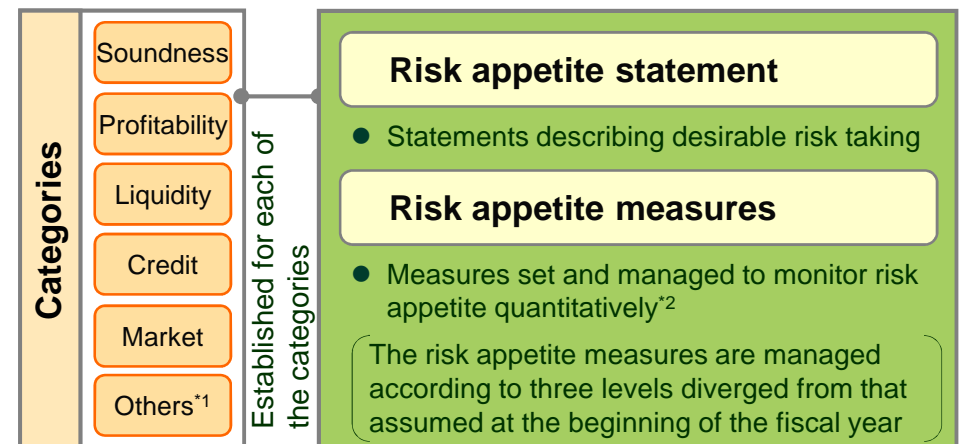 Categories
Soundness
Profitability
Liquidity
Credit
Market
Others*1
Established for each of
the categories
Risk appetite statement
● Statements describing desirable risk taking
Risk appetite measures
● Measures set and managed to monitor risk
appetite quantitatively*2
The risk appetite measures are managed
according to three levels diverged from that
assumed at the beginning of the fiscal year